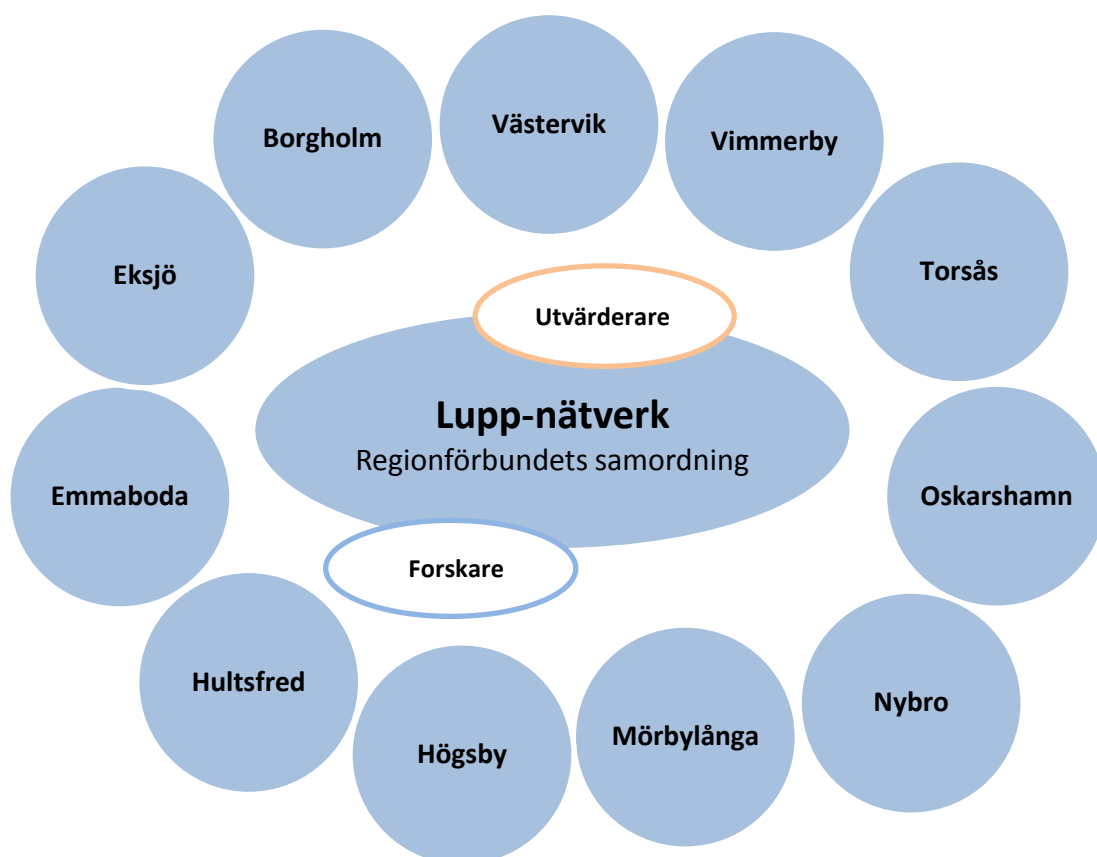 Västervik
Borgholm
Vimmerby
Eksjö
Torsås
Utvärderare
Lupp-nätverk
Regionförbundets samordning
Emmaboda
Oskarshamn
Forskare
Hultsfred
Nybro
Högsby
Mörbylånga